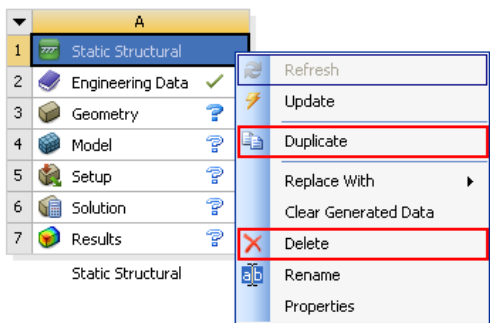 A
1 Static Structural
2 Engineering Data
3 Geometry
4 Model
5 Setup
6 Solution
7 Results
Static Structural
Refresh
Update
Duplicate
Replace With
Clear Generated Data
Delete
ab Rename
Properties